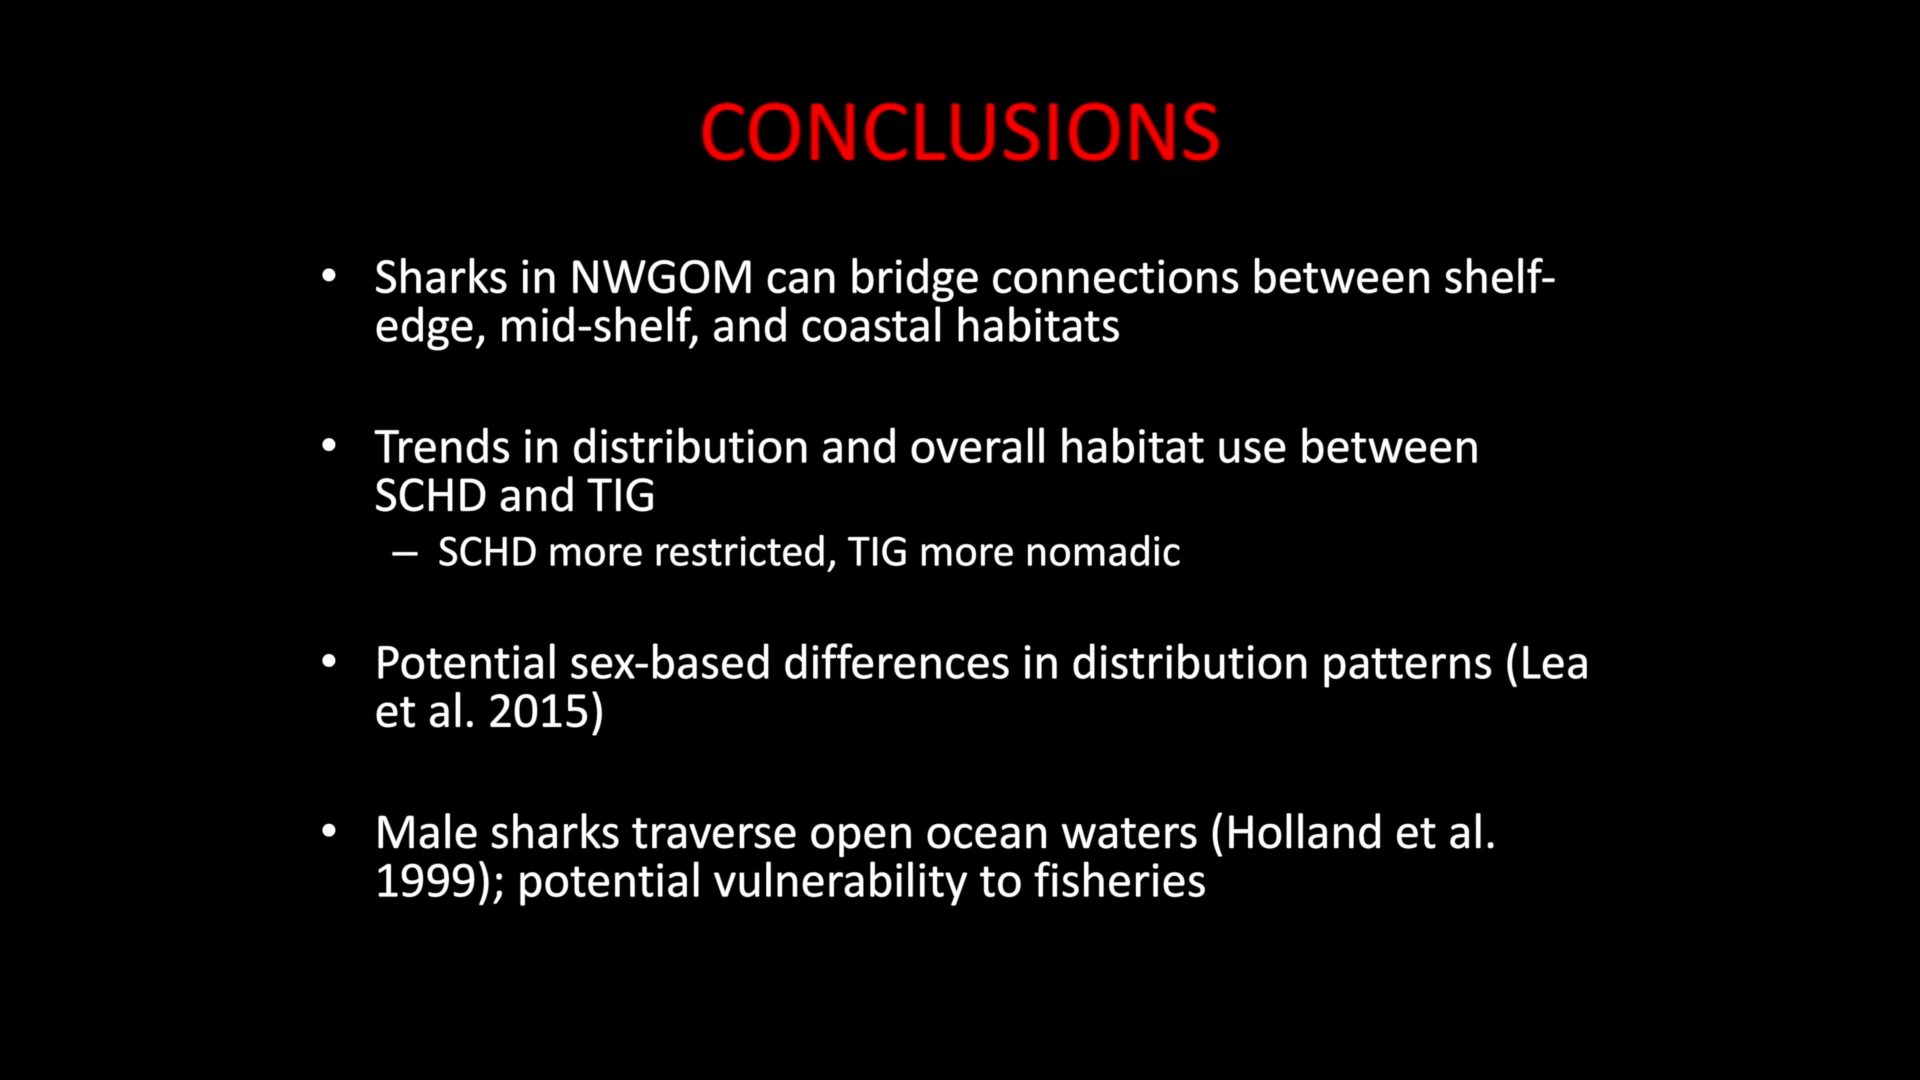 CONCLUSIONS
• Sharks in NWGOM can bridge connections between shelf-
edge, mid-shelf, and coastal habitats
• Trends in distribution and overall habitat use between
SCHD and TIG
– SCHD more restricted, TIG more nomadic
• Potential sex-based differences in distribution patterns (Lea
et al. 2015)
• Male sharks traverse open ocean waters (Holland et al.
1999); potential vulnerability to fisheries